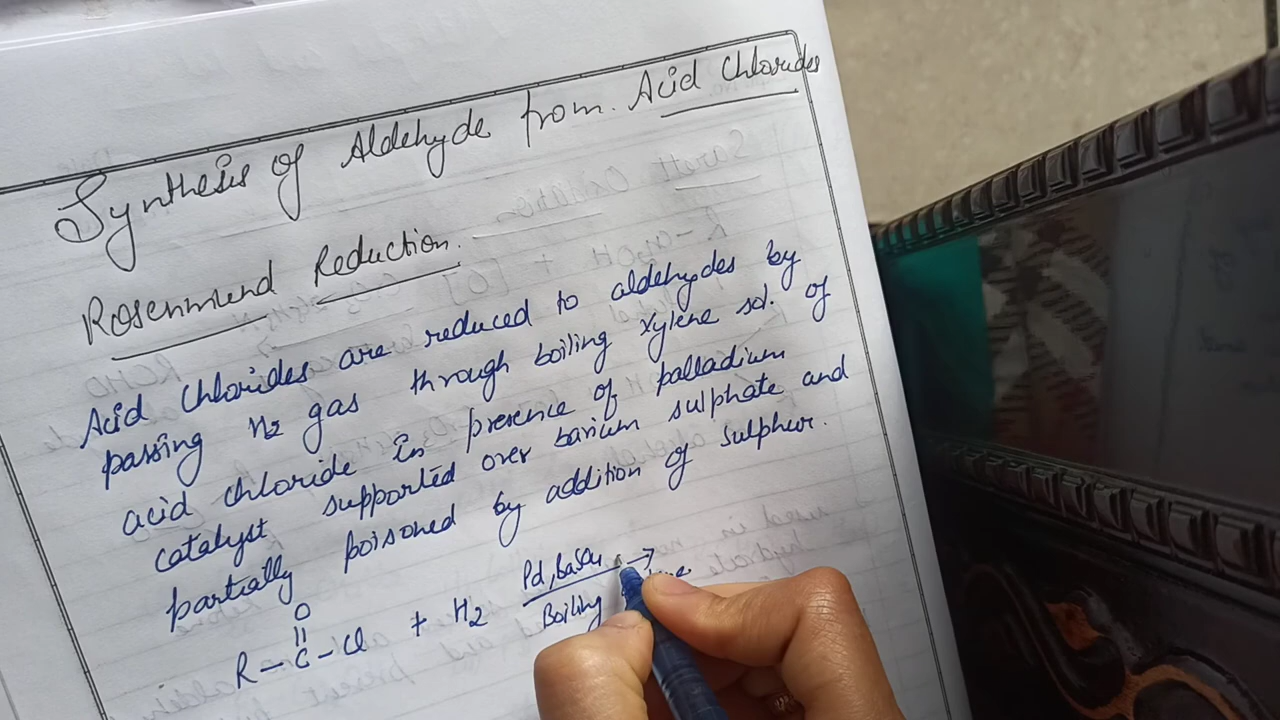 Synthesis of Aldehyde from Acid Chlorides
Rosenmund Reduction.
Acid Chlorides are reduced to aldehydes by
passing H₂ gas through boiling xylene sol. of
acid chloride in presence of palladium
catalyst supported over barium sulphate and
partially poisoned by addition of sulphur.
O
R-C-Cl + H₂ Pd, BaSO₄
Boiling